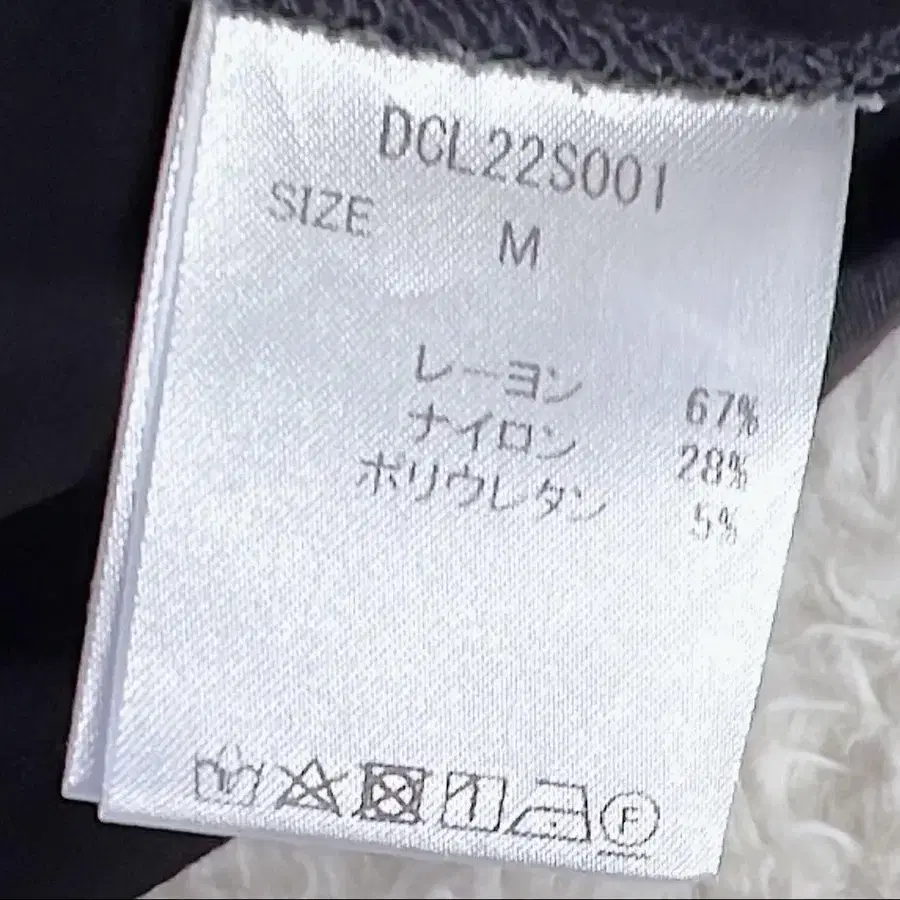 DCL22S001
SIZE M
レーヨン 67%
ナイロン 28%
ポリウレタン 5%
F